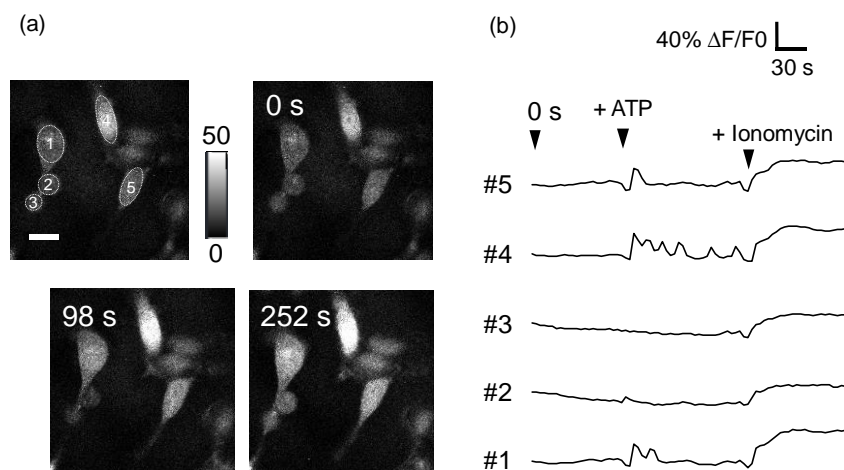 (a)
1
2
3
4
5
50
0
0 s
98 s
252 s
(b)
40% ΔF/F0
30 s
0 s
+ ATP
+ Ionomycin
#5
#4
#3
#2
#1